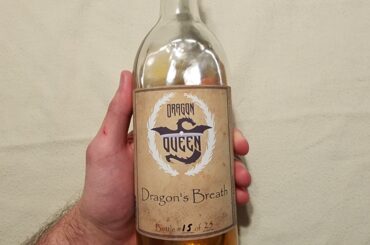 DRAGON
QUEEN
Dragon's Breath
Bottle #15 of 25